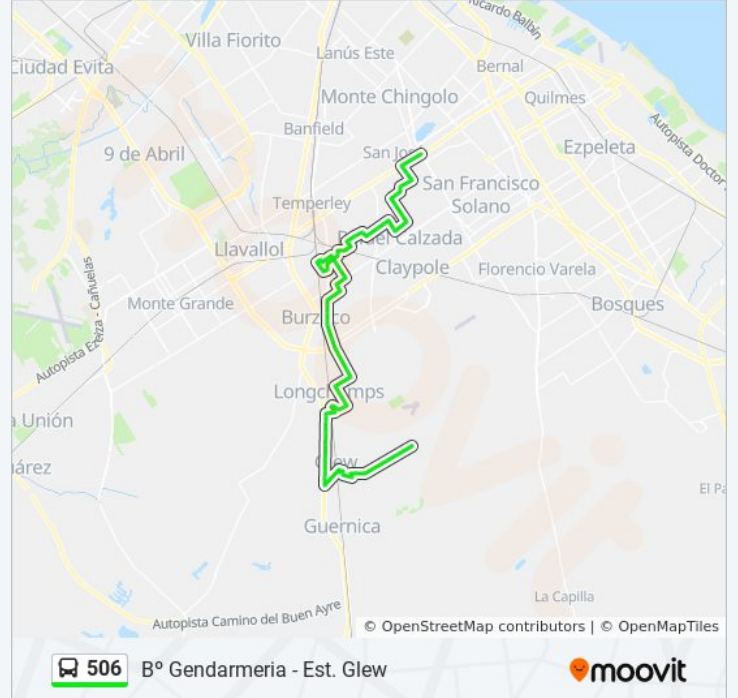 Ricardo Balbín
Villa Fiorito
Lanús Este
Ciudad Evita
Bernal
Monte Chingolo
Quilmes
Banfield
Autopista Doctor
9 de Abril
San José
Ezpeleta
San Francisco
Solano
Temperley
Llavallol
Calzada
Claypole
Florencio Varela
Autopista Ezeiza - Cañuelas
Monte Grande
Bosques
Burzaco
Longchamps
a Unión
uárez
Glew
El Pa
Guernica
La Capilla
Autopista Camino del Buen Ayre
© OpenStreetMap contributors | © OpenMapTiles
506 Bº Gendarmeria - Est. Glew
moovit